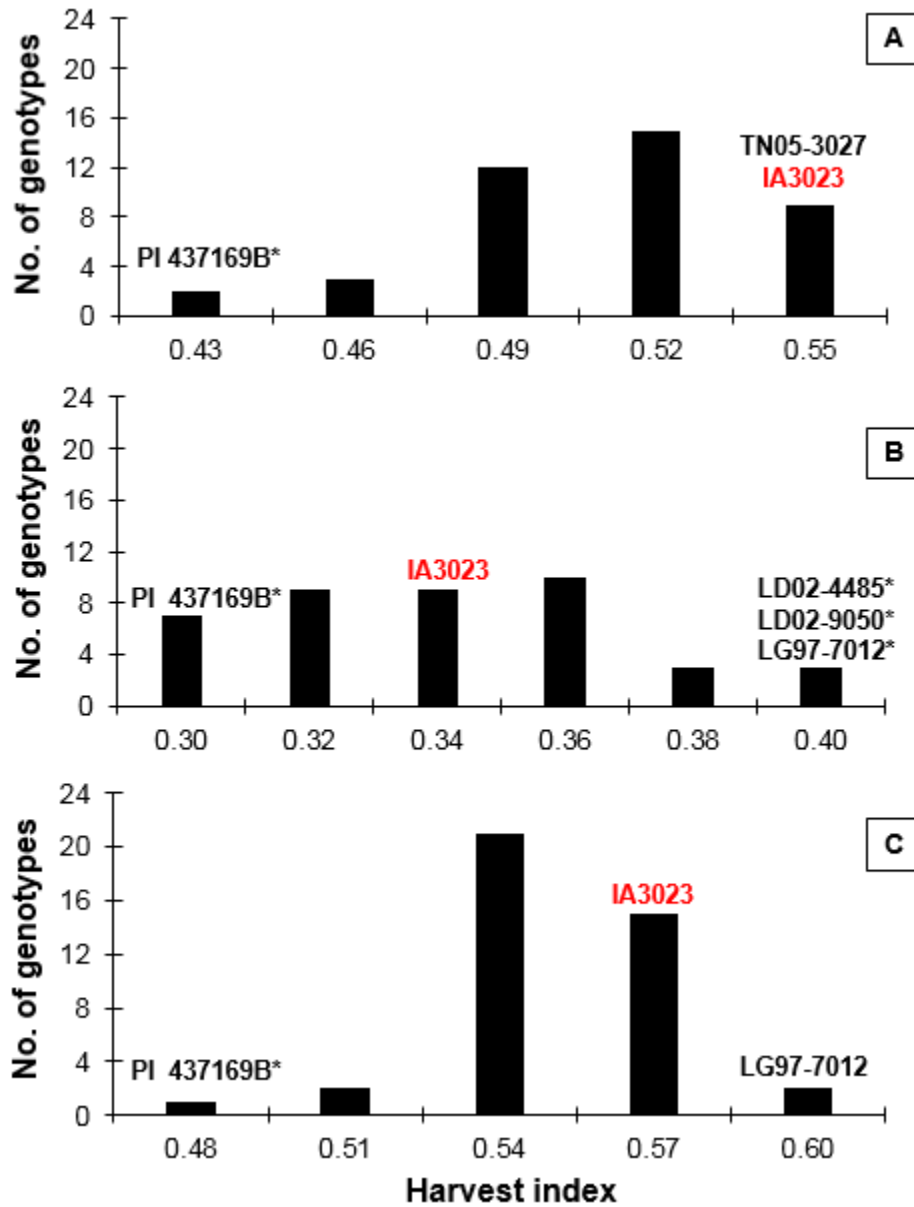 24
A
20
16
TN05-3027
12
IA3023
8
PI 437169B*
4
0
0.43 0.46 0.49 0.52 0.55
No. of genotypes
24
B
20
16
12
IA3023
LD02-4485*
8
PI 437169B*
LD02-9050*
4
LG97-7012*
0
0.30 0.32 0.34 0.36 0.38 0.40
No. of genotypes
24
C
20
16
IA3023
12
8
4
PI 437169B*
LG97-7012
0
0.48 0.51 0.54 0.57 0.60
No. of genotypes
Harvest index